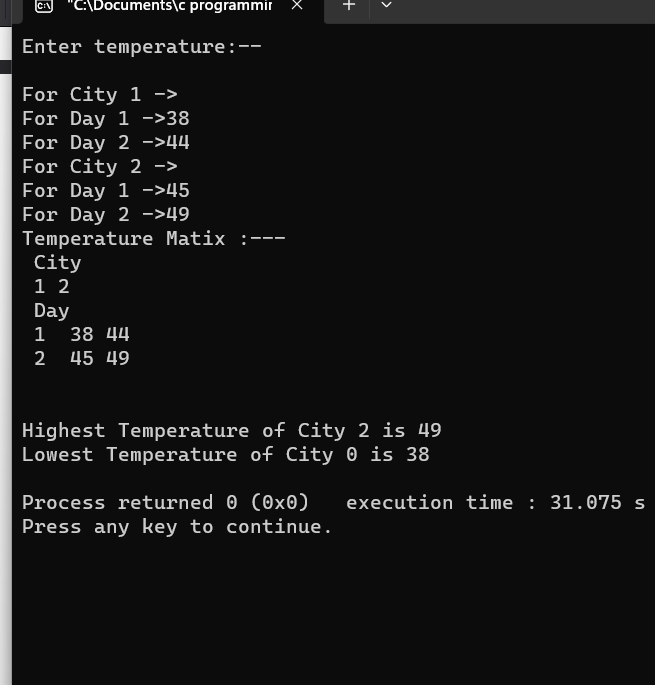 "C:\Documents\c programmir
Enter temperature:--
For City 1 ->
For Day 1 ->38
For Day 2 ->44
For City 2 ->
For Day 1 ->45
For Day 2 ->49
Temperature Matix :---
City
1 2
Day
1  38 44
2  45 49
Highest Temperature of City 2 is 49
Lowest Temperature of City 0 is 38
Process returned 0 (0x0)   execution time : 31.075 s
Press any key to continue.